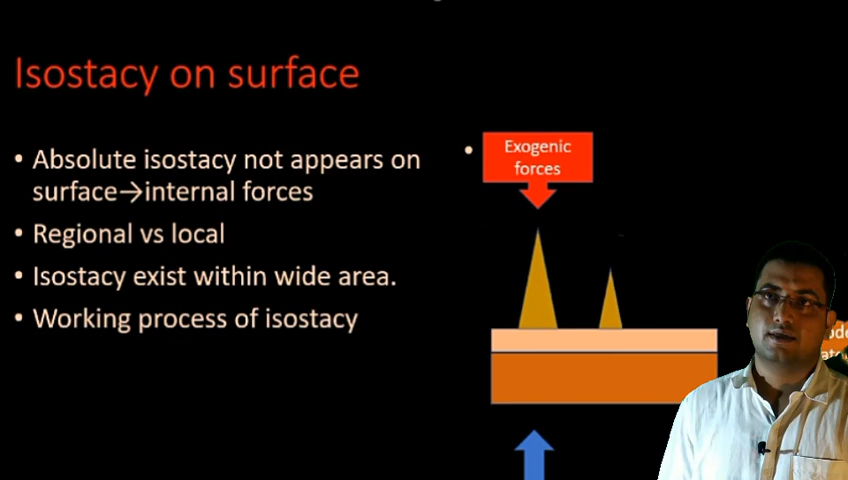 Isostacy on surface
• Absolute isostacy not appears on
surface→internal forces
• Regional vs local
• Isostacy exist within wide area.
• Working process of isostacy
• Exogenic
forces